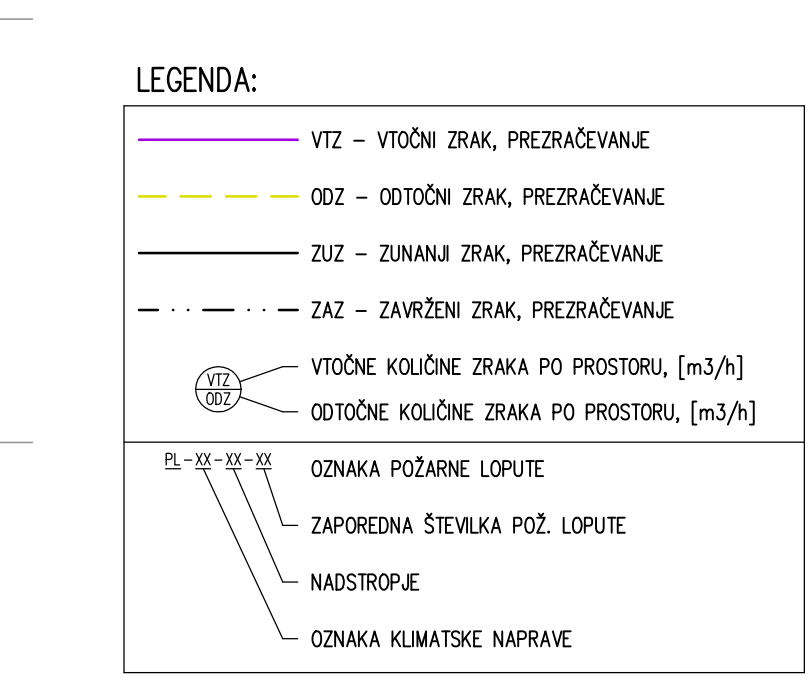 LEGENDA:
VTZ – VTOČNI ZRAK, PREZRAČEVANJE
ODZ – ODTOČNI ZRAK, PREZRAČEVANJE
ZUZ – ZUNANJI ZRAK, PREZRAČEVANJE
ZAZ – ZAVRŽENI ZRAK, PREZRAČEVANJE
VTZ
ODZ
VTOČNE KOLIČINE ZRAKA PO PROSTORU, [m3/h]
ODTOČNE KOLIČINE ZRAKA PO PROSTORU, [m3/h]
PL-XX-XX-XX OZNAKA POŽARNE LOPUTE
ZAPOREDNA ŠTEVILKA POŽ. LOPUTE
NADSTROPJE
OZNAKA KLIMATSKE NAPRAVE